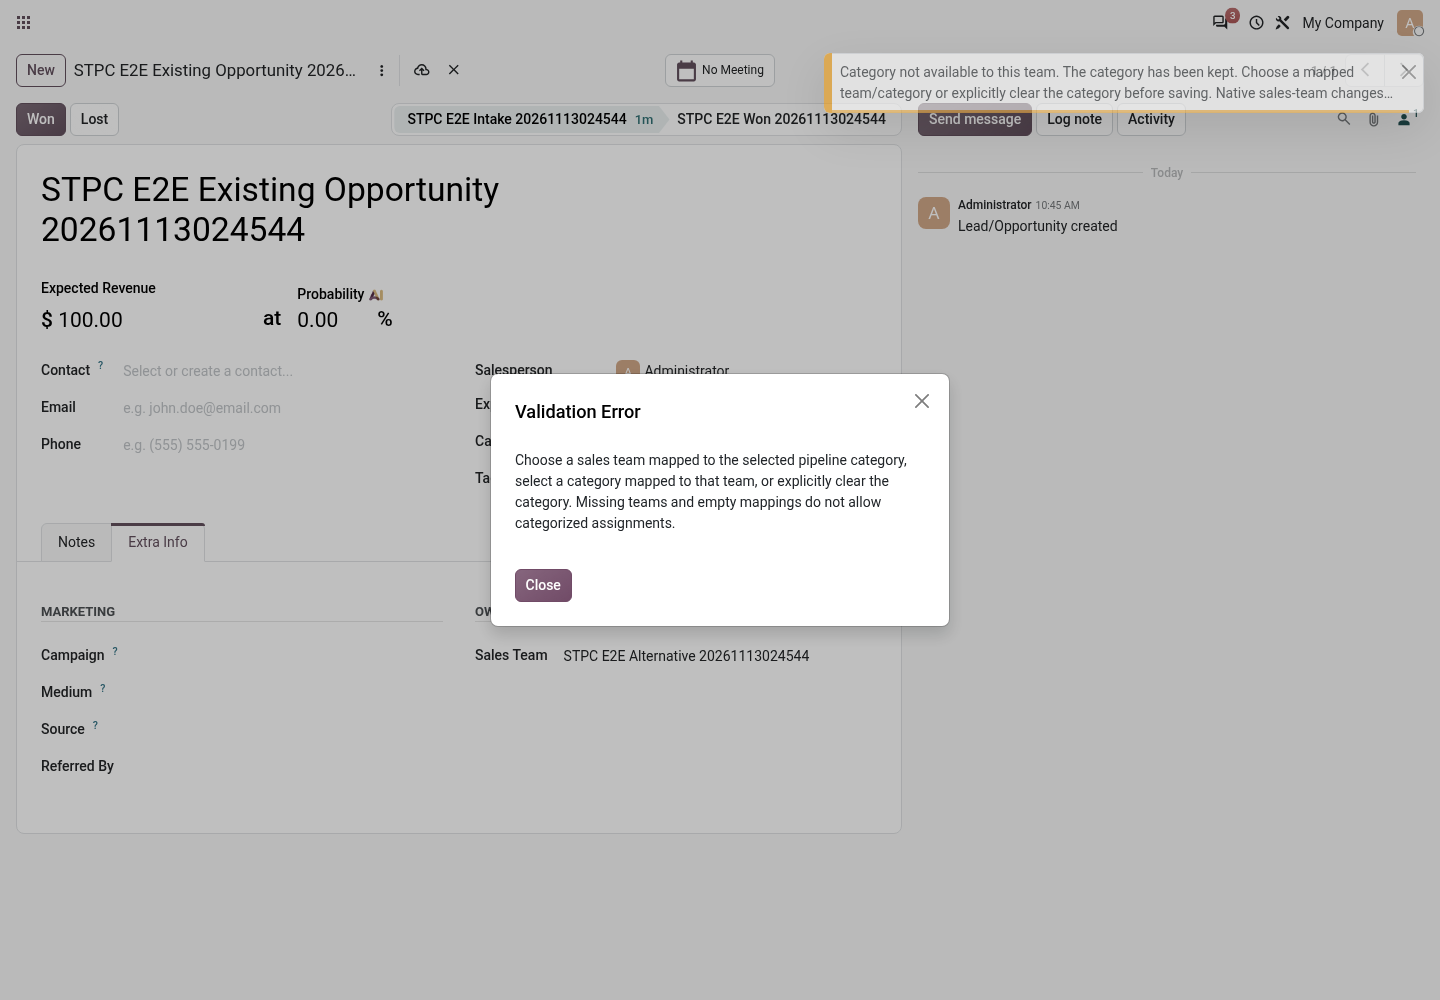 3
My Company
A
New
STPC E2E Existing Opportunity 2026...
No Meeting
Category not available to this team. The category has been kept. Choose a mapped
team/category or explicitly clear the category before saving. Native sales-team changes...
Won
Lost
STPC E2E Intake 20261113024544 1m
STPC E2E Won 20261113024544
Send message
Log note
Activity
1
STPC E2E Existing Opportunity
20261113024544
Today
A
Administrator 10:45 AM
Lead/Opportunity created
Expected Revenue
Probability AI
$ 100.00
at
0.00
%
Contact ?
Select or create a contact...
Salesperson
A
Administrator
Email
e.g. john.doe@email.com
Phone
e.g. (555) 555-0199
Validation Error
Choose a sales team mapped to the selected pipeline category,
select a category mapped to that team, or explicitly clear the
category. Missing teams and empty mappings do not allow
categorized assignments.
Close
Notes
Extra Info
MARKETING
Campaign ?
Sales Team
STPC E2E Alternative 20261113024544
Medium ?
Source ?
Referred By